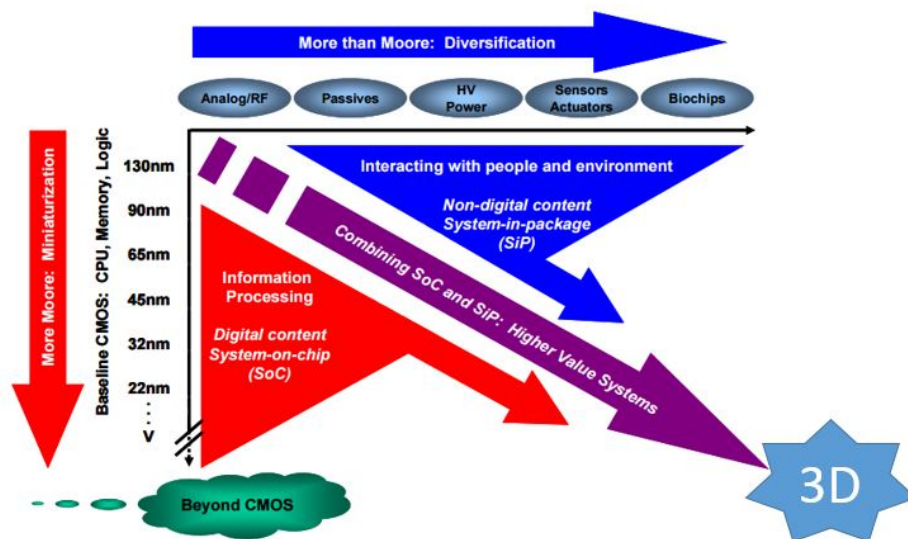 More than Moore: Diversification
Analog/RF
Passives
HV
Power
Sensors
Actuators
Biochips
More Moore: Miniaturization
Baseline CMOS: CPU, Memory, Logic
130nm
90nm
65nm
45nm
32nm
22nm
V
Interacting with people and environment
Non-digital content
System-in-package
(SiP)
Combining SoC and SiP: Higher Value Systems
Information
Processing
Digital content
System-on-chip
(SoC)
Beyond CMOS
3D